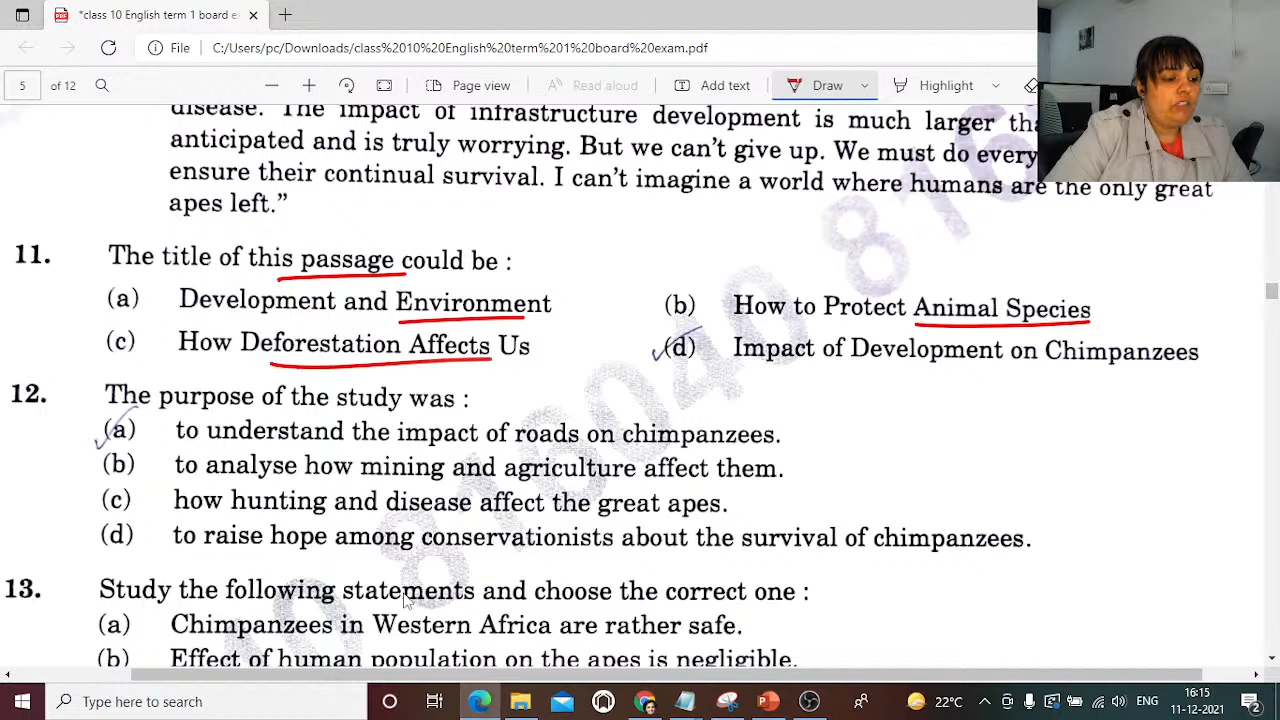 *class 10 English term 1 board e
File C:/Users/pc/Downloads/class%2010%20English%20term%201%20board%20exam.pdf
5 of 12 Page view Read aloud Add text Draw Highlight
disease. The impact of infrastructure development is much larger
anticipated and is truly worrying. But we can't give up. We must do
ensure their continual survival. I can't imagine a world where humans are the only great
apes left."
11. The title of this passage could be :
(a) Development and Environment (b) How to Protect Animal Species
(c) How Deforestation Affects Us (d) Impact of Development on Chimpanzees
12. The purpose of the study was :
(a) to understand the impact of roads on chimpanzees.
(b) to analyse how mining and agriculture affect them.
(c) how hunting and disease affect the great apes.
(d) to raise hope among conservationists about the survival of chimpanzees.
13. Study the following statements and choose the correct one :
(a) Chimpanzees in Western Africa are rather safe.
(b) Effect of human population on the apes is negligible.
Type here to search 22°C ENG 16:15
11-12-2021 2